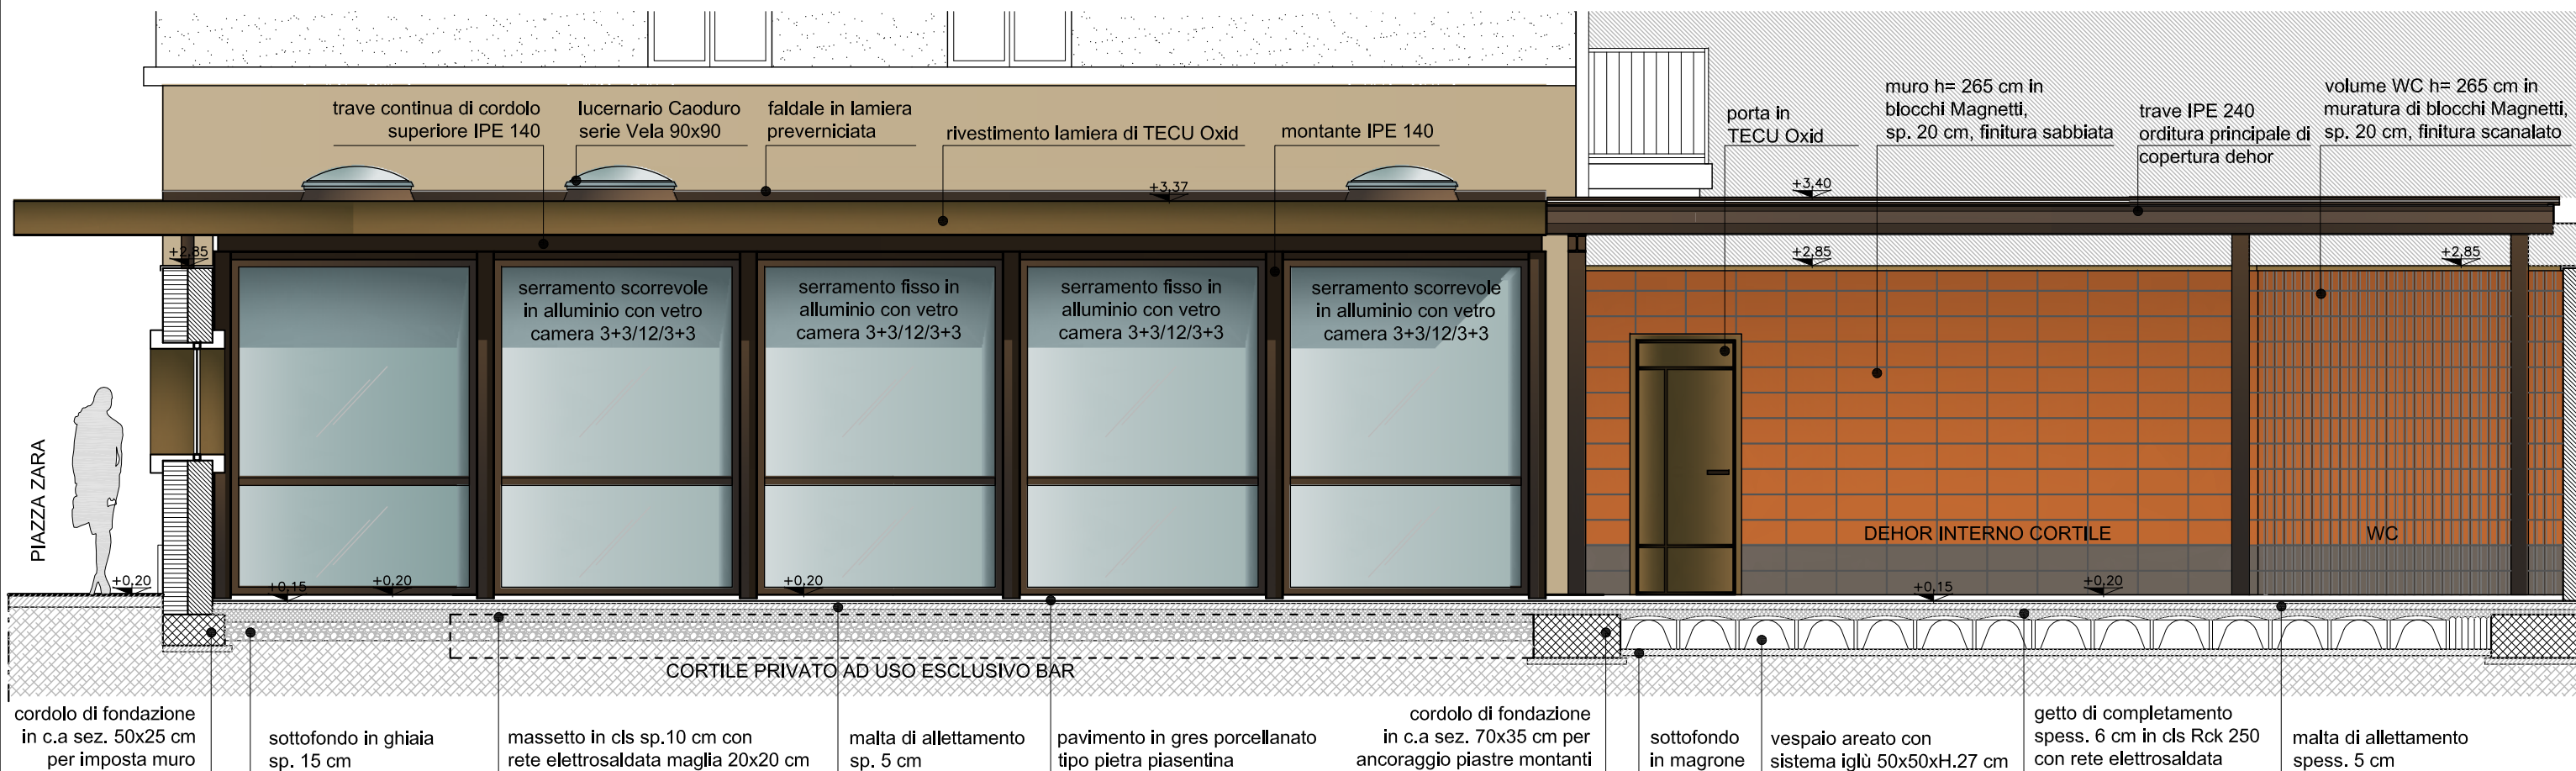 trave continua di cordolo
superiore IPE 140
lucernario Caoduro
serie Vela 90x90
faldale in lamiera
preverniciata
rivestimento lamiera di TECU Oxid
montante IPE 140
porta in
TECU Oxid
muro h= 265 cm in
blocchi Magnetti,
sp. 20 cm, finitura sabbiata
trave IPE 240
orditura principale di
copertura dehor
volume WC h= 265 cm in
muratura di blocchi Magnetti,
sp. 20 cm, finitura scanalato
+3,37
+3,40
+2,85
+2,85
+2,85
serramento scorrevole
in alluminio con vetro
camera 3+3/12/3+3
serramento fisso in
alluminio con vetro
camera 3+3/12/3+3
serramento fisso in
alluminio con vetro
camera 3+3/12/3+3
serramento scorrevole
in alluminio con vetro
camera 3+3/12/3+3
PIAZZA ZARA
DEHOR INTERNO CORTILE
WC
+0,20
+0,15
+0,20
+0,20
+0,15
+0,20
CORTILE PRIVATO AD USO ESCLUSIVO BAR
cordolo di fondazione
in c.a sez. 50x25 cm
per imposta muro
sottofondo in ghiaia
sp. 15 cm
massetto in cls sp.10 cm con
rete elettrosaldata maglia 20x20 cm
malta di allettamento
sp. 5 cm
pavimento in gres porcellanato
tipo pietra piasentina
cordolo di fondazione
in c.a sez. 70x35 cm per
ancoraggio piastre montanti
sottofondo
in magrone
vespaio areato con
sistema iglù 50x50xH.27 cm
getto di completamento
spess. 6 cm in cls Rck 250
con rete elettrosaldata
malta di allettamento
spess. 5 cm